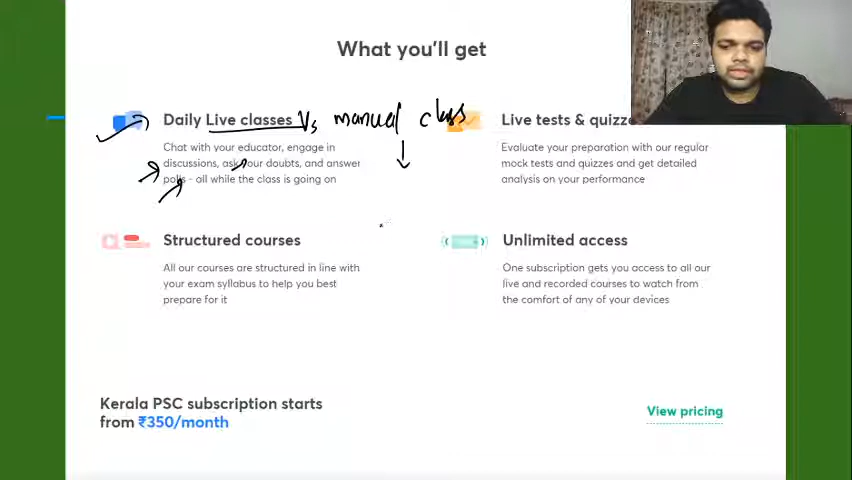 What you'll get
Daily Live classes Vs manual class
Chat with your educator, engage in
discussions, ask your doubts, and answer
polls - all while the class is going on
Live tests & quizze
Evaluate your preparation with our regular
mock tests and quizzes and get detailed
analysis on your performance
Structured courses
All our courses are structured in line with
your exam syllabus to help you best
prepare for it
Unlimited access
One subscription gets you access to all our
live and recorded courses to watch from
the comfort of any of your devices
Kerala PSC subscription starts
from ₹350/month
View pricing